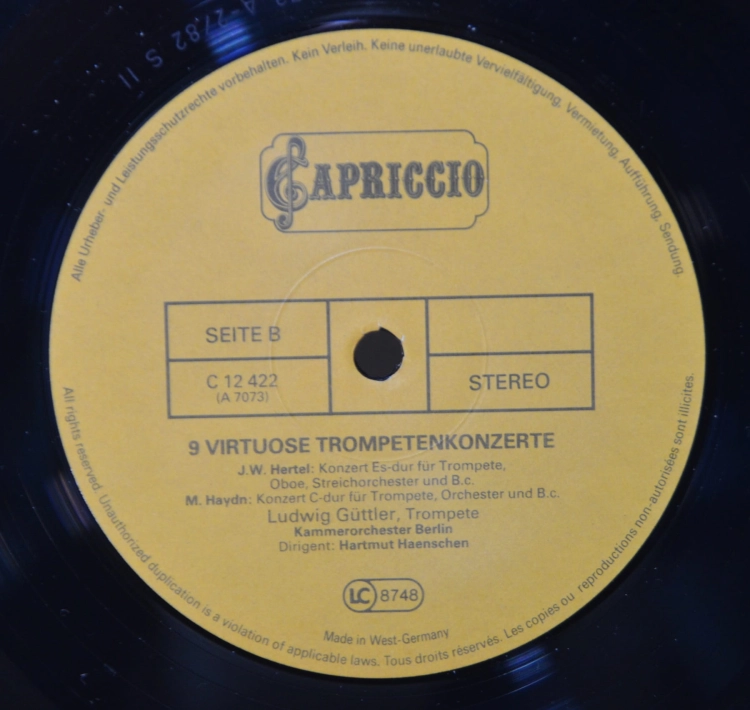 A-2782 S II
Alle Urheber- und Leistungsschutzrechte vorbehalten. Kein Verleih. Keine unerlaubte Vervielfältigung, Vermietung, Aufführung, Sendung.
CAPRICCIO
SEITE B
C 12 422
(A 7073)
STEREO
9 VIRTUOSE TROMPETENKONZERTE
J.W. Hertel: Konzert Es-dur für Trompete,
Oboe, Streichorchester und B.c.
M. Haydn: Konzert C-dur für Trompete, Orchester und B.c.
Ludwig Güttler, Trompete
Kammerorchester Berlin
Dirigent: Hartmut Haenschen
LC 8748
Made in West-Germany
All rights reserved. Unauthorized duplication is a violation of applicable laws. Tous droits réservés. Les copies ou reproductions non-autorisées sont illicites.